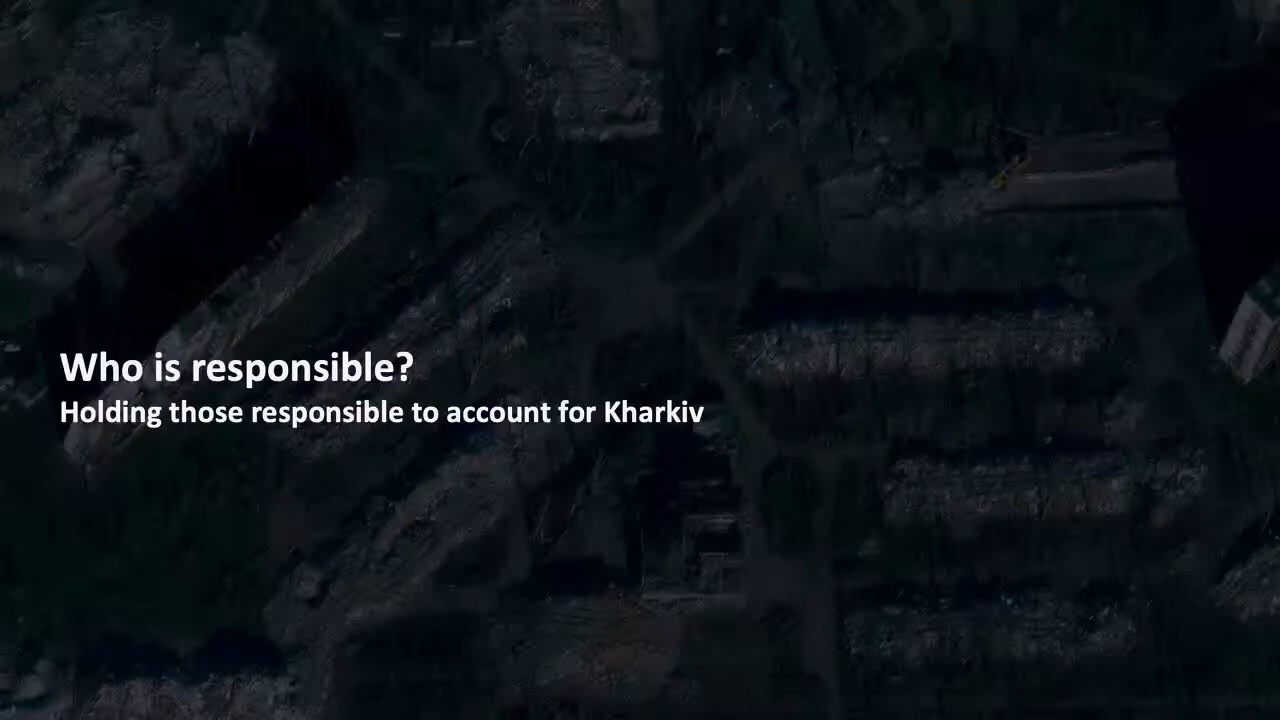 Who is responsible?
Holding those responsible to account for Kharkiv